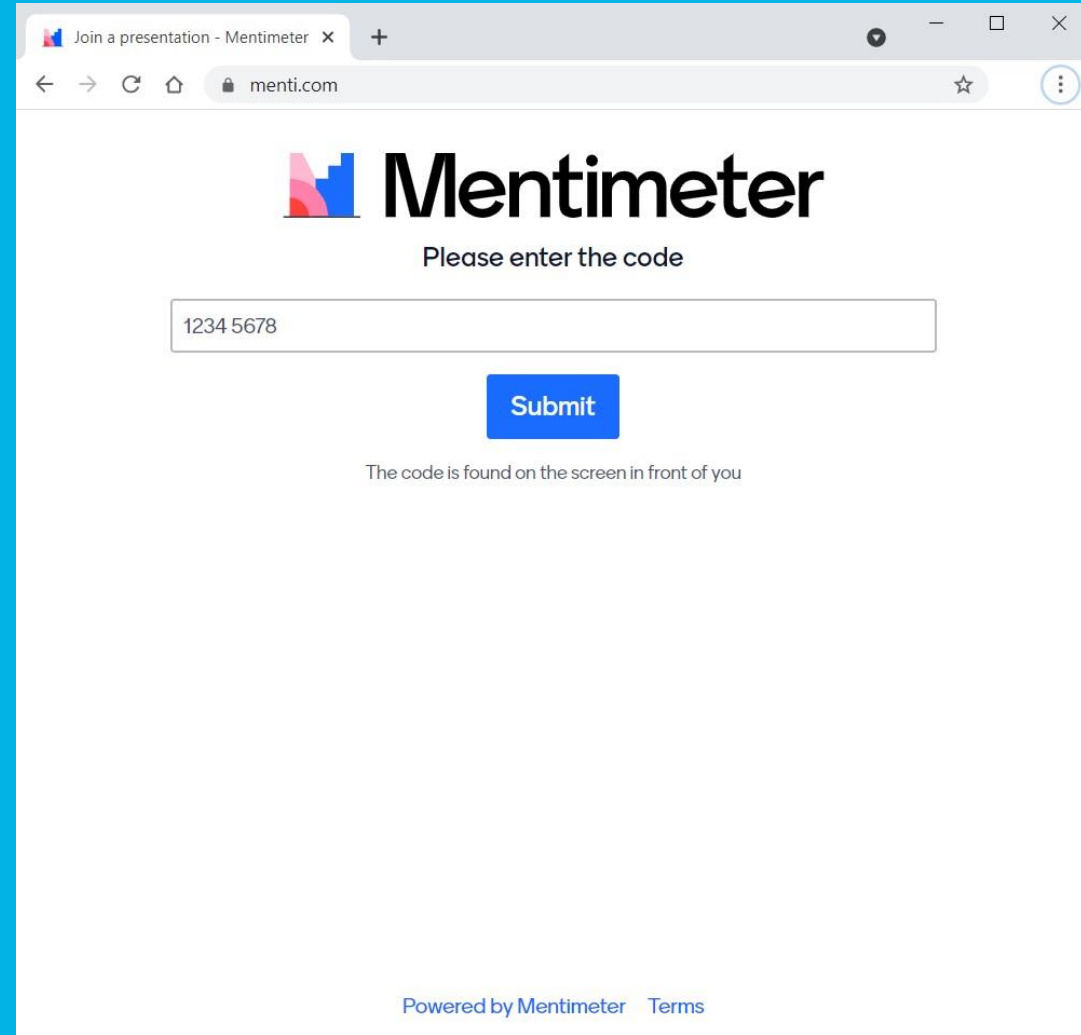 Join a presentation - Mentimeter
menti.com
Mentimeter
Please enter the code
1234 5678
Submit
The code is found on the screen in front of you
Powered by Mentimeter Terms